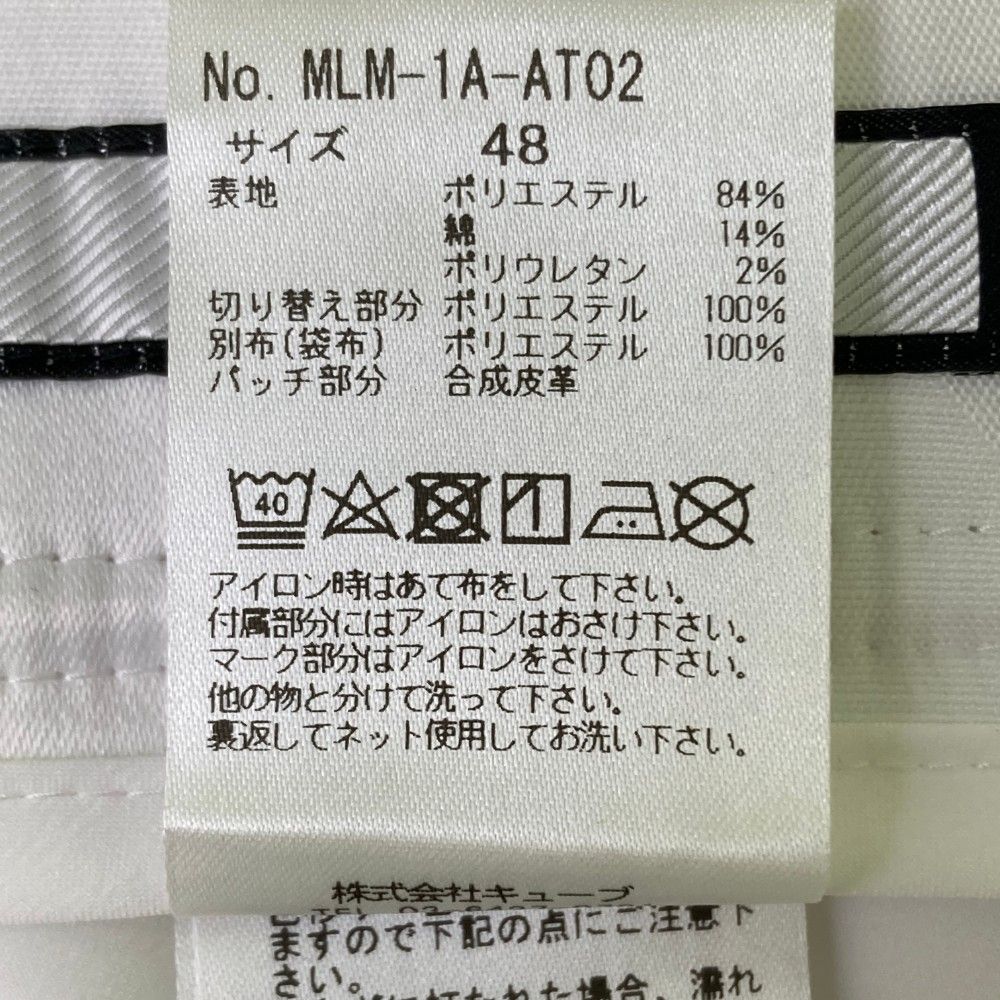 No. MLM-1A-AT02
サイズ 48
表地 ポリエステル 84%
綿 14%
ポリウレタン 2%
切り替え部分 ポリエステル 100%
別布(袋布) ポリエステル 100%
パッチ部分 合成皮革
40
アイロン時はあて布をして下さい。
付属部分にはアイロンはおさけ下さい。
マーク部分はアイロンをさけて下さい。
他の物と分けて洗って下さい。
裏返してネット使用してお洗い下さい。
株式会社キューブ
ますので下記の点にご注意下
さい。
打たれた場合、濡れ